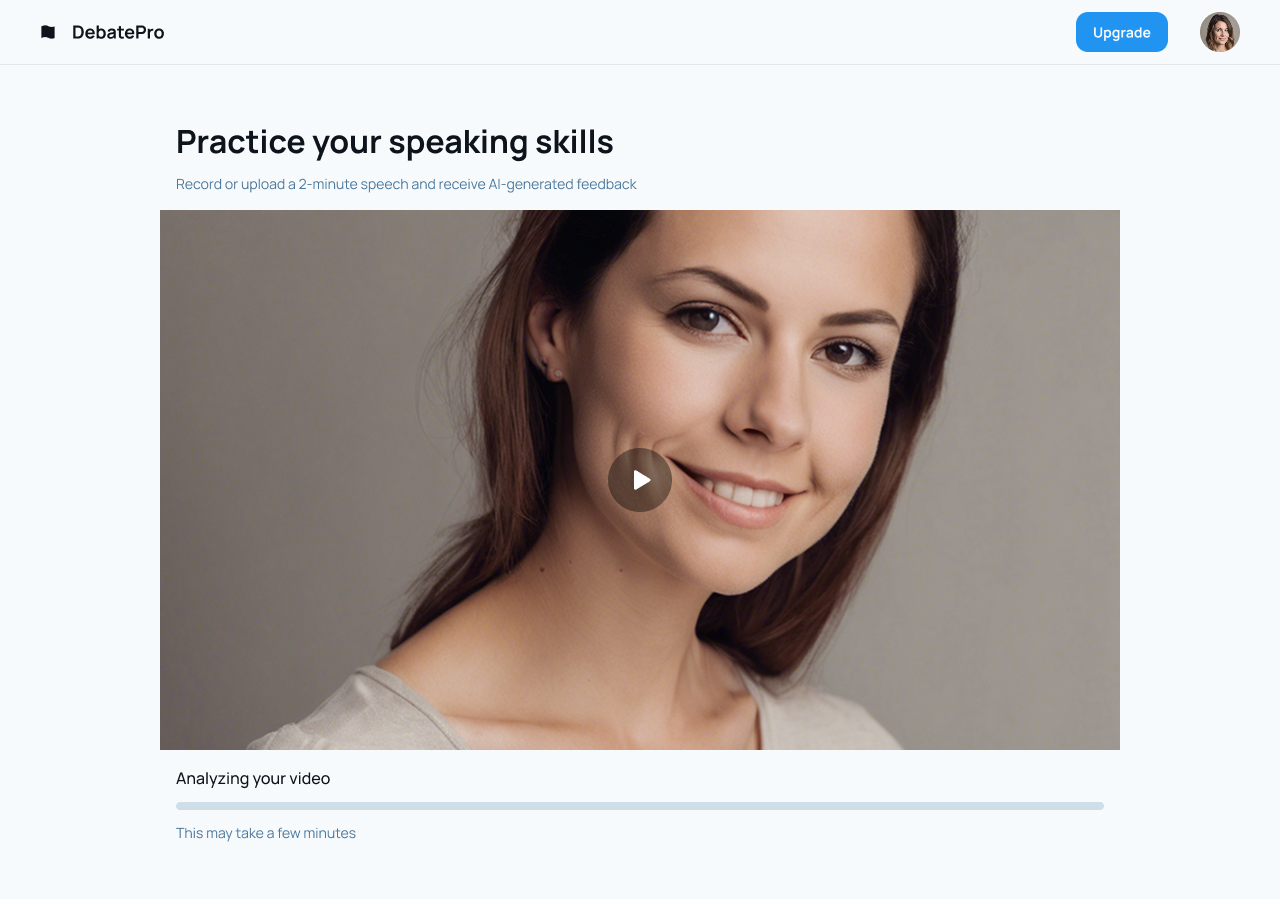 DebatePro
Upgrade
Practice your speaking skills
Record or upload a 2-minute speech and receive AI-generated feedback
Analyzing your video
This may take a few minutes